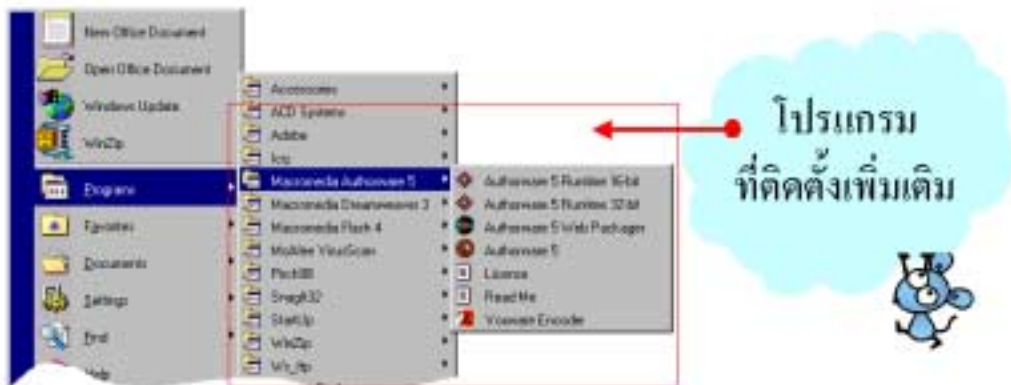 New Office Document
Open Office Document
Windows Update
WinZip
Programs
Favorites
Documents
Settings
Find
Help
Accessories
ACD Systems
Adobe
Macromedia Authorware 5
Macromedia Dreamweaver 3
Macromedia Flash 4
McAfee VirusScan
SnagIt32
StartUp
WinZip
Authorware 5 Runtime 16-bit
Authorware 5 Runtime 32-bit
Authorware 5 Web Packager
Authorware 5
License
Read Me
Voxware Encoder
โปรแกรม
ที่ติดตั้งเพิ่มเติม